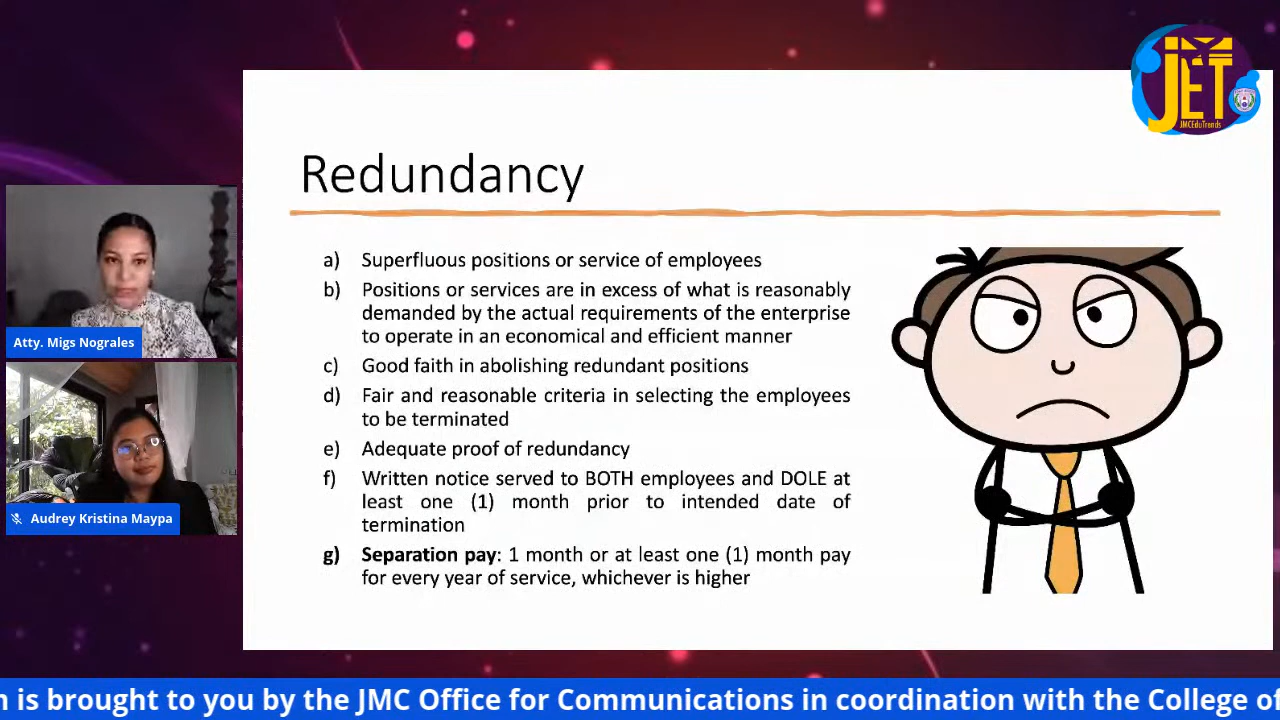 JET
JMCEduTrends
Redundancy
a) Superfluous positions or service of employees
b) Positions or services are in excess of what is reasonably
demanded by the actual requirements of the enterprise
to operate in an economical and efficient manner
c) Good faith in abolishing redundant positions
d) Fair and reasonable criteria in selecting the employees
to be terminated
e) Adequate proof of redundancy
f) Written notice served to BOTH employees and DOLE at
least one (1) month prior to intended date of
termination
g) Separation pay: 1 month or at least one (1) month pay
for every year of service, whichever is higher
Atty. Migs Nograles
Audrey Kristina Maypa
n is brought to you by the JMC Office for Communications in coordination with the College of